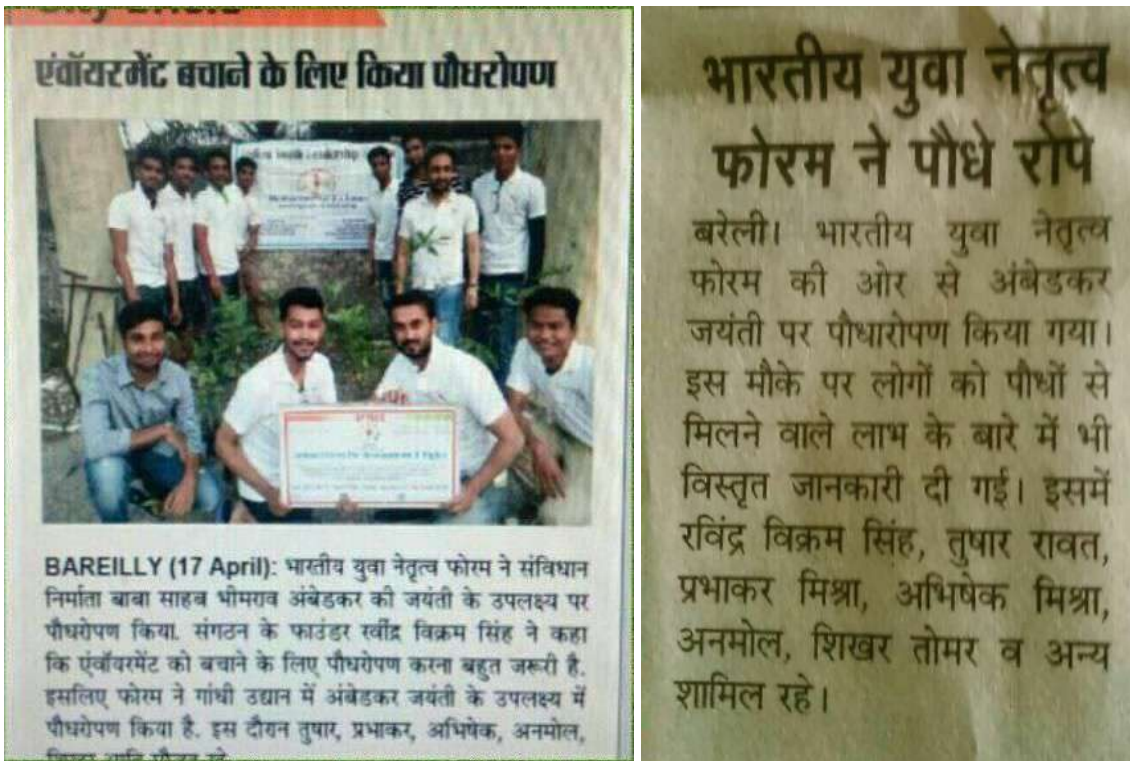 एंवॉयरमेंट बचाने के लिए किया पौधरोपण
BAREILLY (17 April): भारतीय युवा नेतृत्व फोरम ने संविधान
निर्माता बाबा साहब भीमराव अंबेडकर की जयंती के उपलक्ष्य पर
पौधरोपण किया. संगठन के फाउंडर रवींद्र विक्रम सिंह ने कहा
कि एंवॉयरमेंट को बचाने के लिए पौधरोपण करना बहुत जरूरी है.
इसलिए फोरम ने गांधी उद्यान में अंबेडकर जयंती के उपलक्ष्य में
पौधरोपण किया है. इस दौरान तुषार, प्रभाकर, अभिषेक, अनमोल,
भारतीय युवा नेतृत्व
फोरम ने पौधे रोपे
बरेली। भारतीय युवा नेतृत्व
फोरम की ओर से अंबेडकर
जयंती पर पौधारोपण किया गया।
इस मौके पर लोगों को पौधों से
मिलने वाले लाभ के बारे में भी
विस्तृत जानकारी दी गई। इसमें
रविंद्र विक्रम सिंह, तुषार रावत,
प्रभाकर मिश्रा, अभिषेक मिश्रा,
अनमोल, शिखर तोमर व अन्य
शामिल रहे।